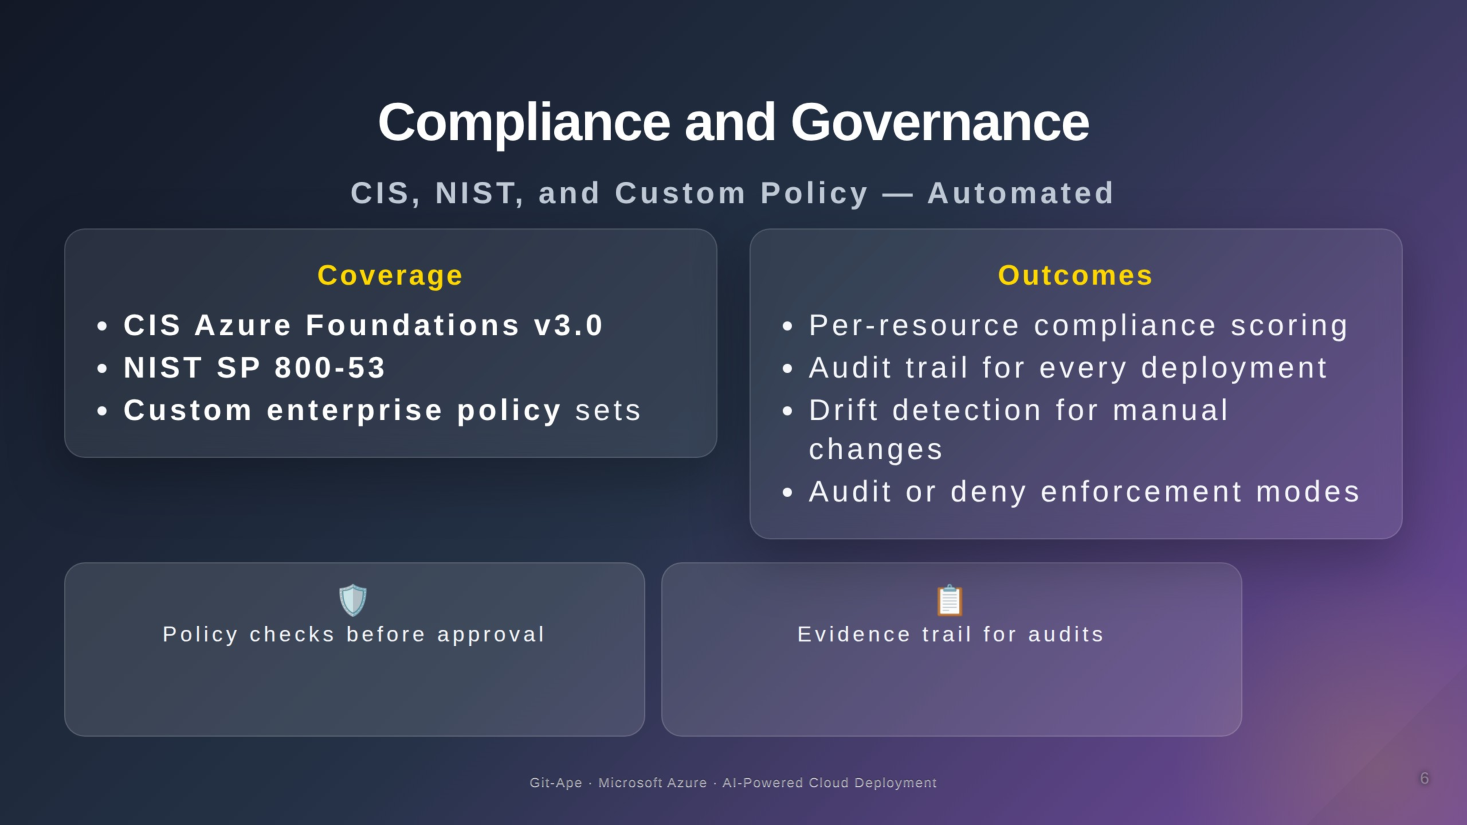 Compliance and Governance
CIS, NIST, and Custom Policy — Automated
Coverage
• CIS Azure Foundations v3.0
• NIST SP 800-53
• Custom enterprise policy sets
Outcomes
• Per-resource compliance scoring
• Audit trail for every deployment
• Drift detection for manual
changes
• Audit or deny enforcement modes
Policy checks before approval
Evidence trail for audits
Git-Ape · Microsoft Azure · AI-Powered Cloud Deployment
6